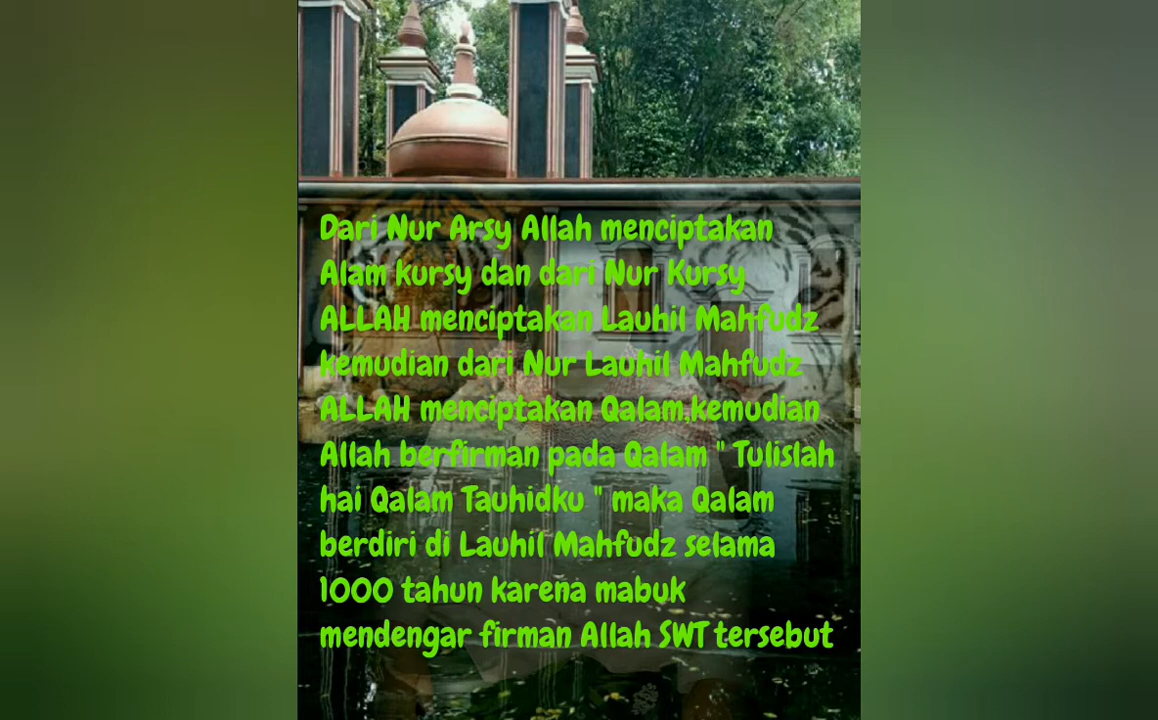 Dari Nur Arsy Allah menciptakan
Alam kursy dan dari Nur Kursy
ALLAH menciptakan Lauhil Mahfudz
kemudian dari Nur Lauhil Mahfudz
ALLAH menciptakan Qalam,kemudian
Allah berfirman pada Qalam " Tulislah
hai Qalam Tauhidku " maka Qalam
berdiri di Lauhil Mahfudz selama
1000 tahun karena mabuk
mendengar firman Allah SWT tersebut